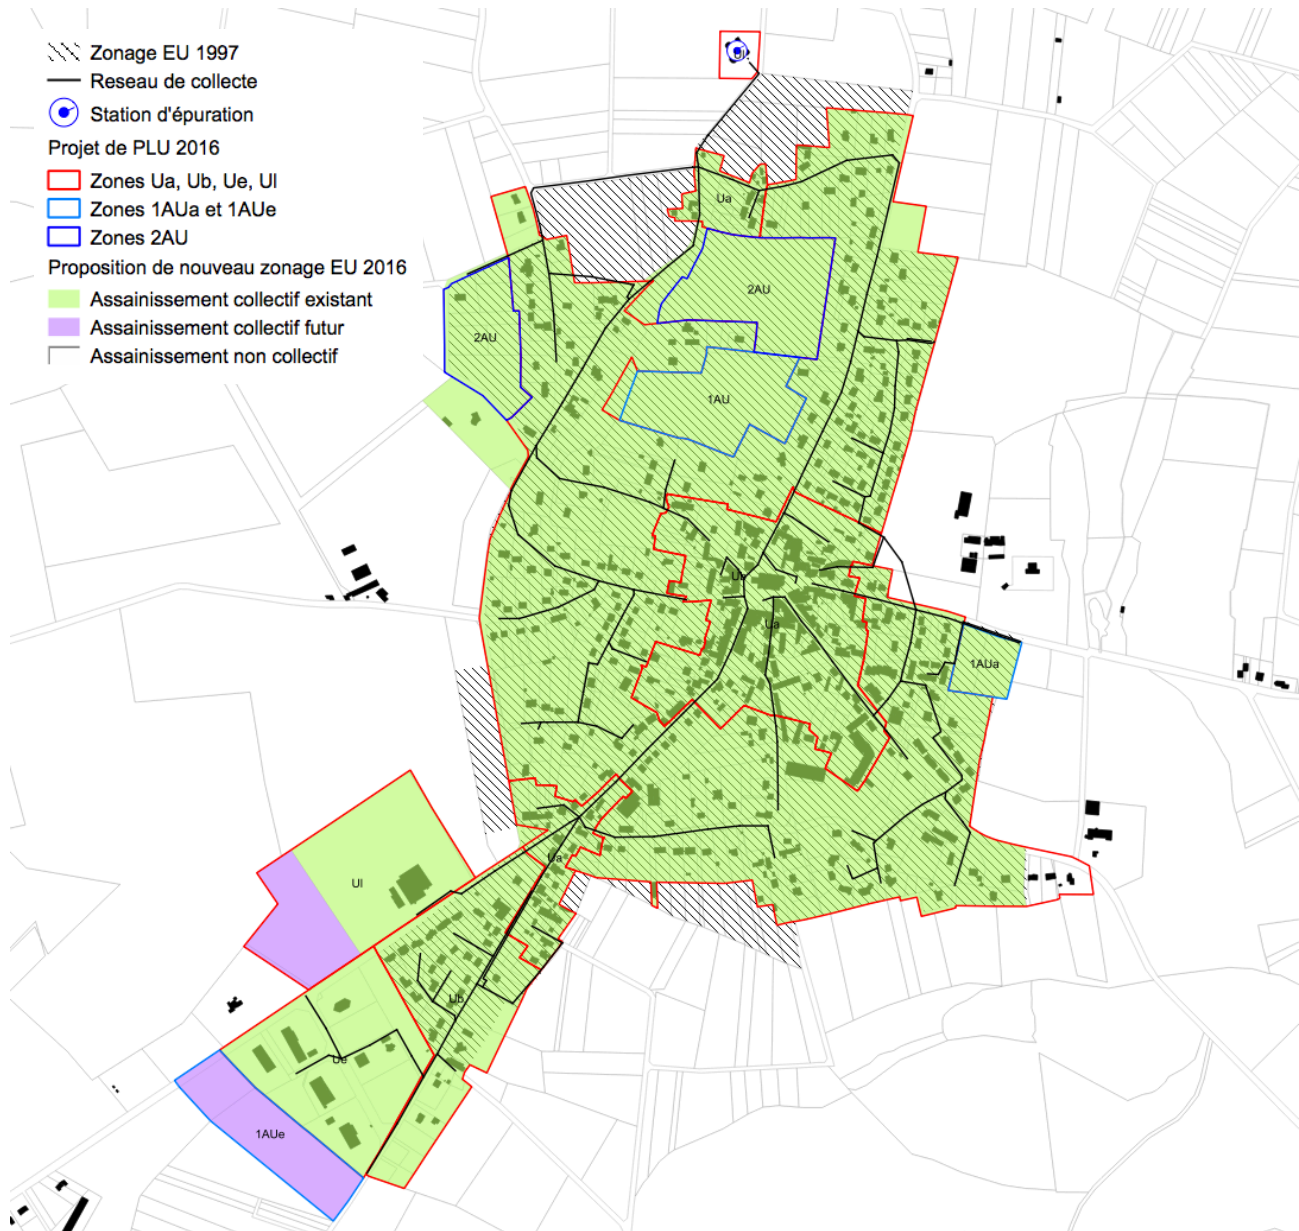 Zonage EU 1997
Reseau de collecte
Station d'épuration
Projet de PLU 2016
Zones Ua, Ub, Ue, Ul
Zones 1AUa et 1AUe
Zones 2AU
Proposition de nouveau zonage EU 2016
Assainissement collectif existant
Assainissement collectif futur
Assainissement non collectif
Ua
2AU
2AU
1AU
Ua
1AUa
Ua
Ul
Ub
Ue
1AUe